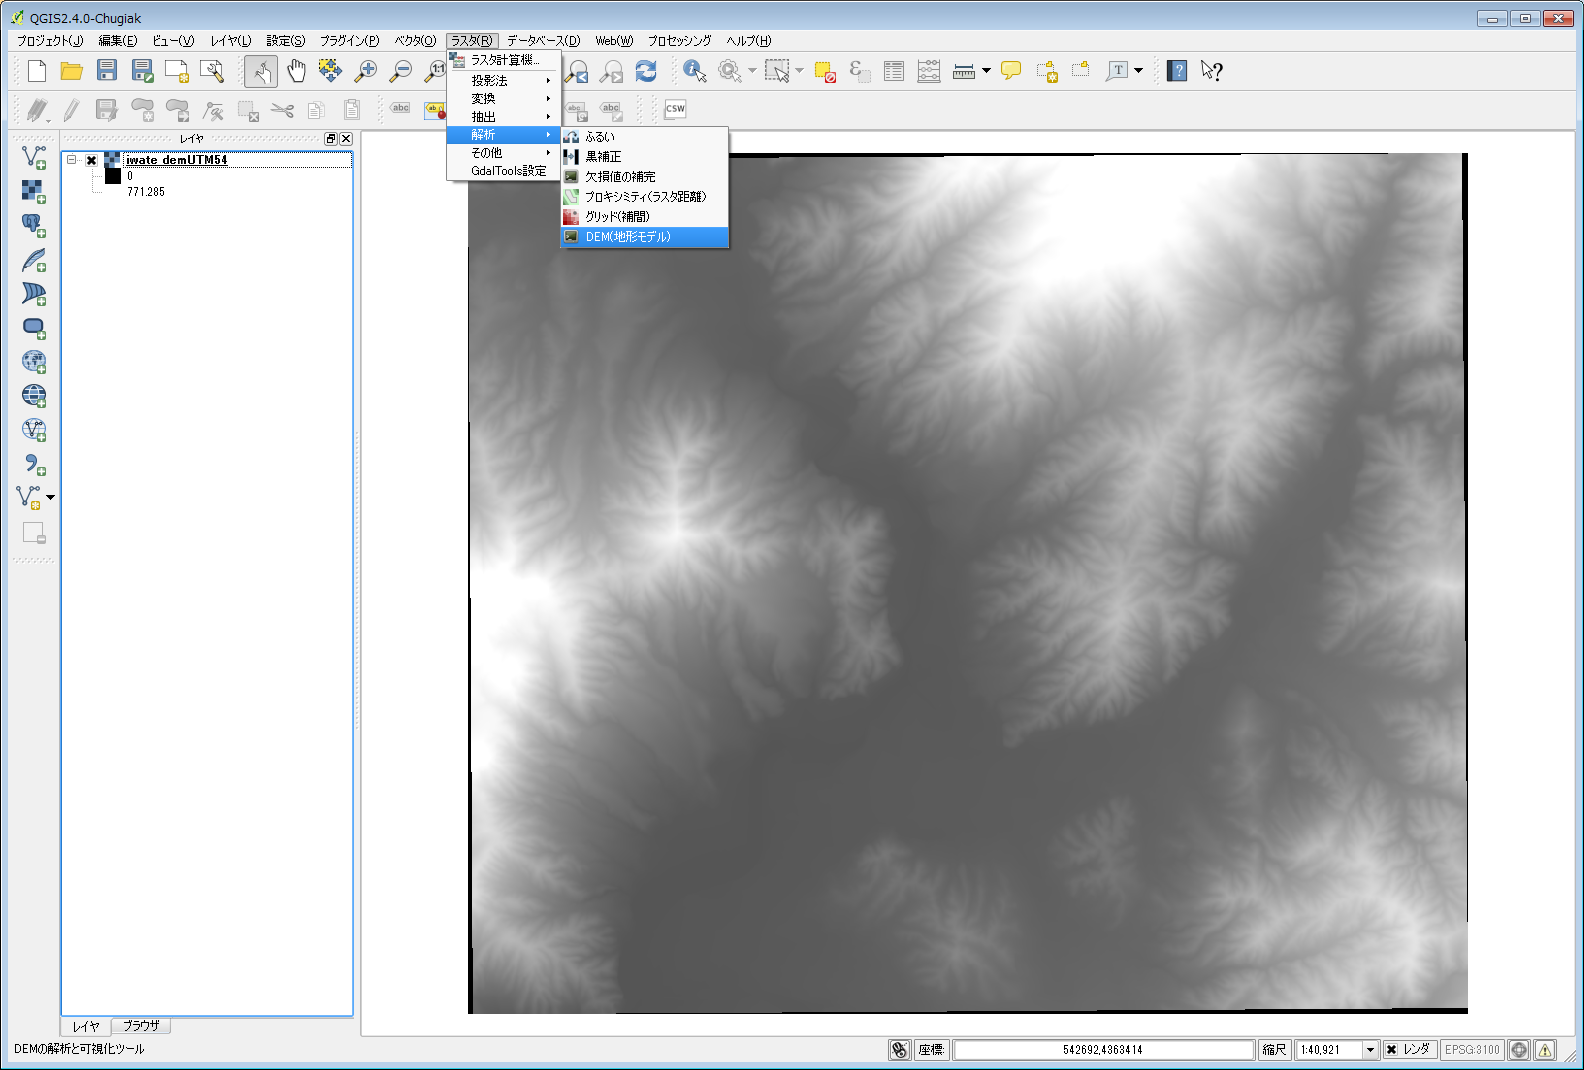 QGIS2.4.0-Chugiak
プロジェクト(J) 編集(E) ビュー(V) レイヤ(L) 設定(S) プラグイン(P) ベクタ(O) ラスタ(R) データベース(D) Web(W) プロセッシング ヘルプ(H)
ラスタ計算機...
投影法
変換
抽出
解析
その他
GdalTools設定
ふるい
黒補正
欠損値の補完
プロキシミティ(ラスタ距離)
グリッド(補間)
DEM(地形モデル)
1:1
T
?
?
abc
ab
abc
abc
CSW
レイヤ
iwate_demUTM54
0
771.285
レイヤ ブラウザ
DEMの解析と可視化ツール
座標: 542692,4363414 縮尺 1:40,921 レンダ EPSG:3100